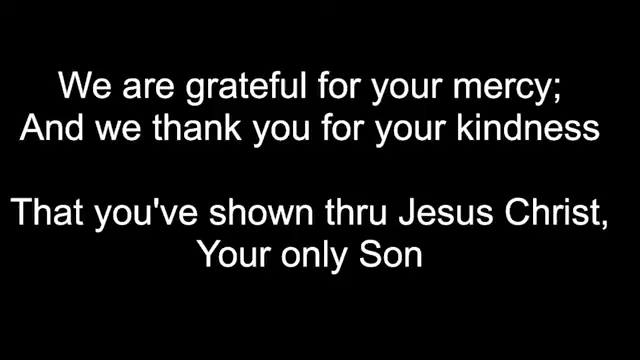 We are grateful for your mercy;
And we thank you for your kindness
That you've shown thru Jesus Christ,
Your only Son